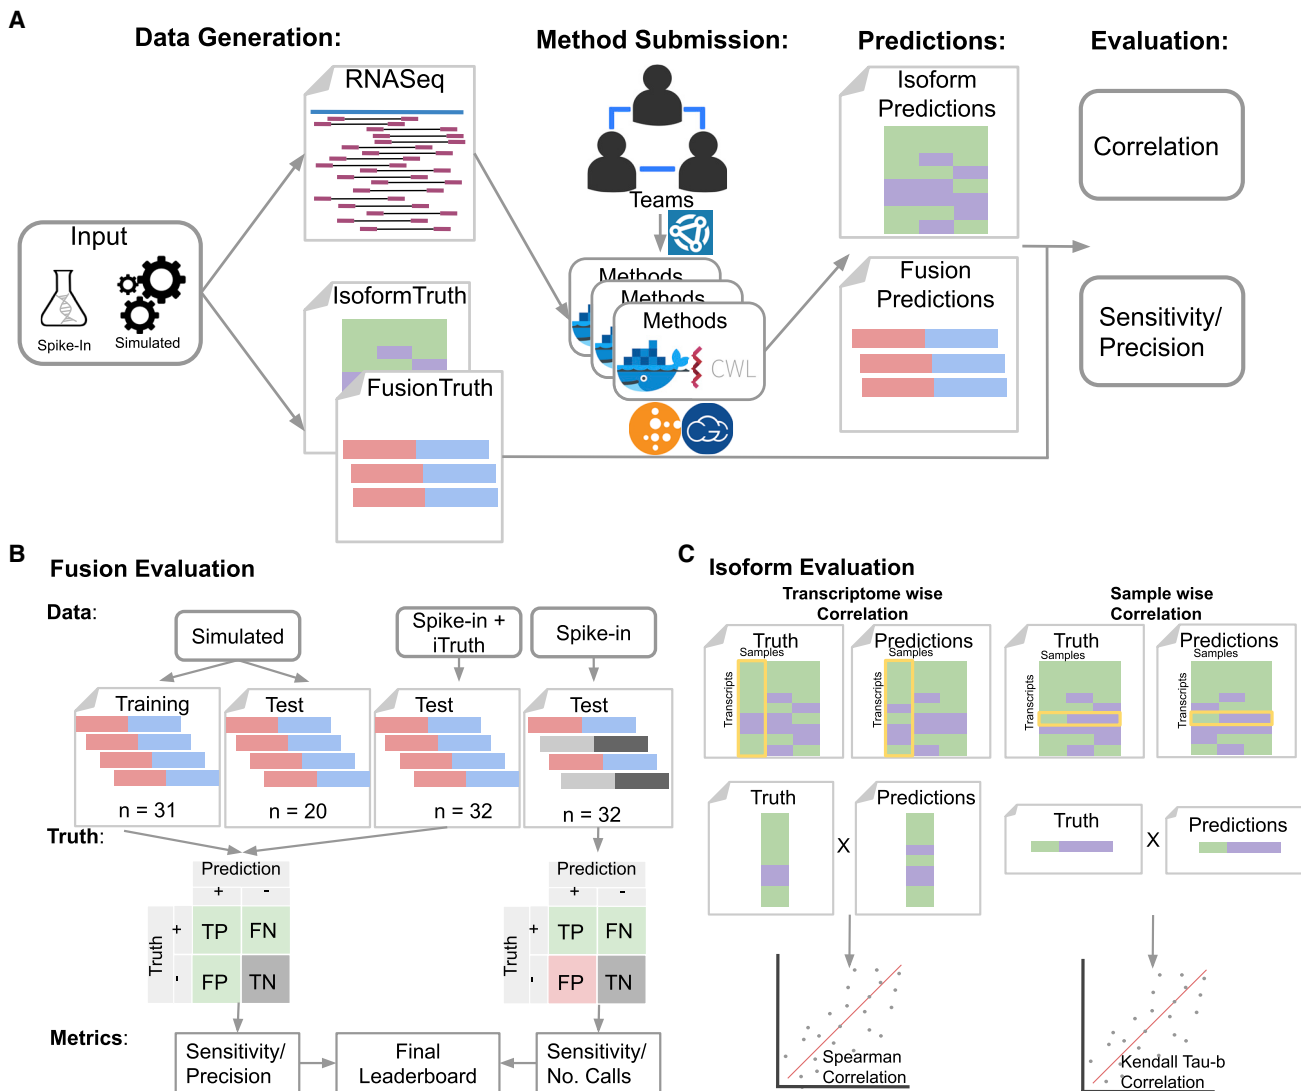 A
Data Generation:
Method Submission:
Predictions:
Evaluation:
RNASeq
Isoform
Predictions
Correlation
Teams
Input
Spike-In
Simulated
IsoformTruth
FusionTruth
Methods
Methods
Methods
CWL
Fusion
Predictions
Sensitivity/
Precision
B
Fusion Evaluation
Data:
Simulated
Spike-in +
iTruth
Spike-in
Training
Test
Test
Test
n = 31
n = 20
n = 32
n = 32
Truth:
Prediction
+ -
Truth
+ TP FN
- FP TN
Prediction
+ -
Truth
+ TP FN
- FP TN
Metrics:
Sensitivity/
Precision
Final
Leaderboard
Sensitivity/
No. Calls
C
Isoform Evaluation
Transcriptome wise
Correlation
Sample wise
Correlation
Truth
Samples
Transcripts
Predictions
Samples
Transcripts
Truth
Samples
Transcripts
Predictions
Samples
Transcripts
Truth
X
Predictions
Truth
X
Predictions
Spearman
Correlation
Kendall Tau-b
Correlation